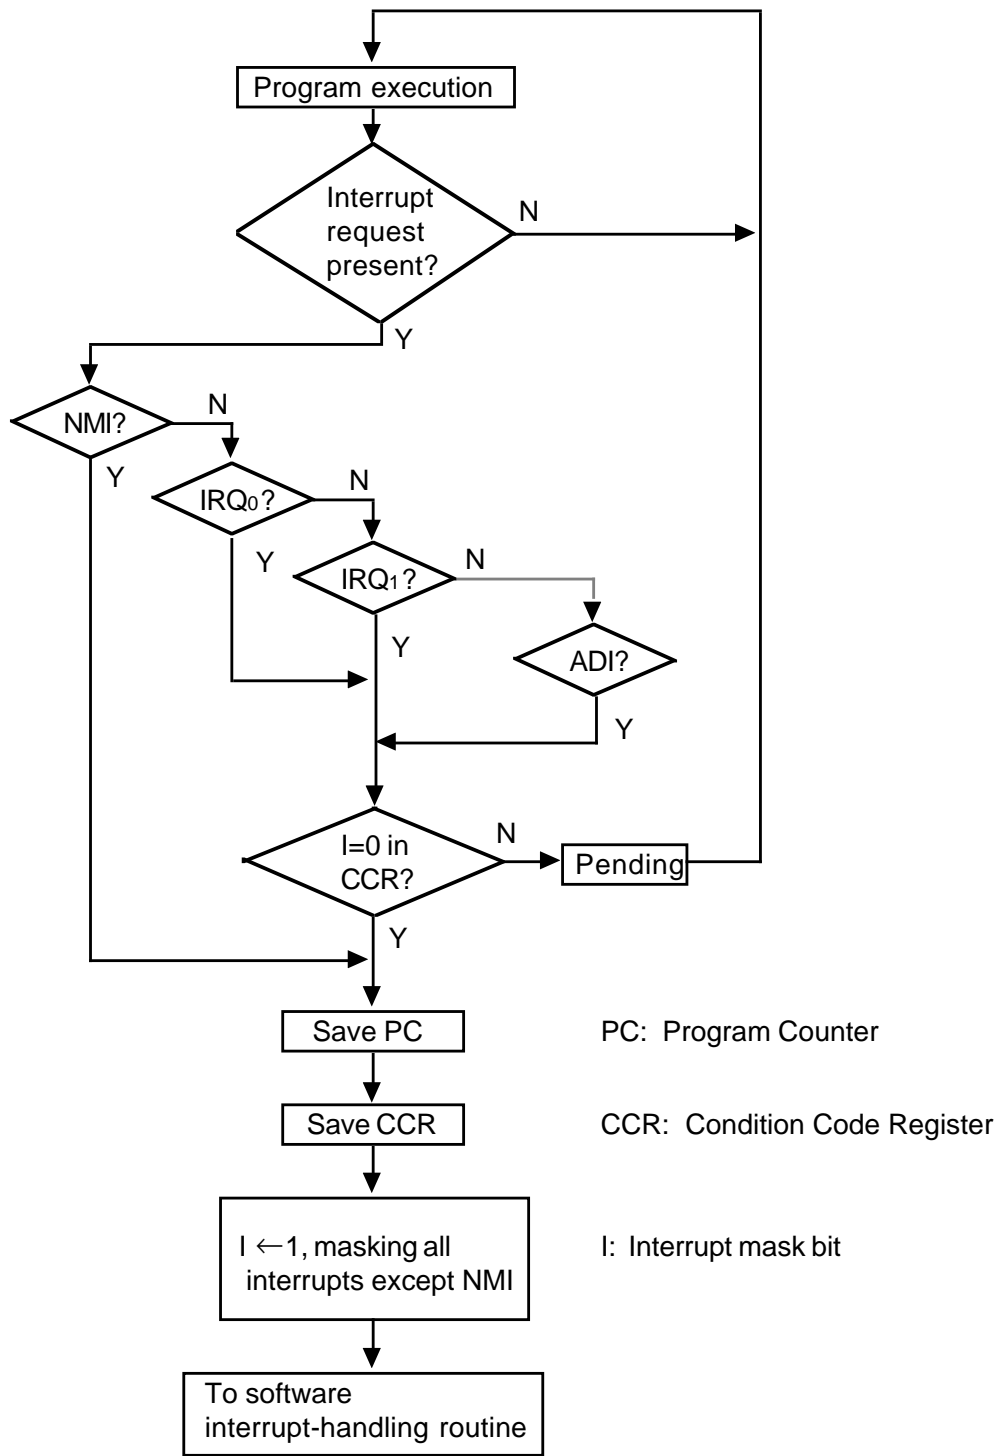 Program execution
Interrupt
request
present?
N
Y
NMI?
N
Y
IRQ0?
N
Y
IRQ1?
N
Y
ADI?
Y
I=0 in
CCR?
N
Pending
Y
Save PC
PC: Program Counter
Save CCR
CCR: Condition Code Register
I ←1, masking all
interrupts except NMI
I: Interrupt mask bit
To software
interrupt-handling routine